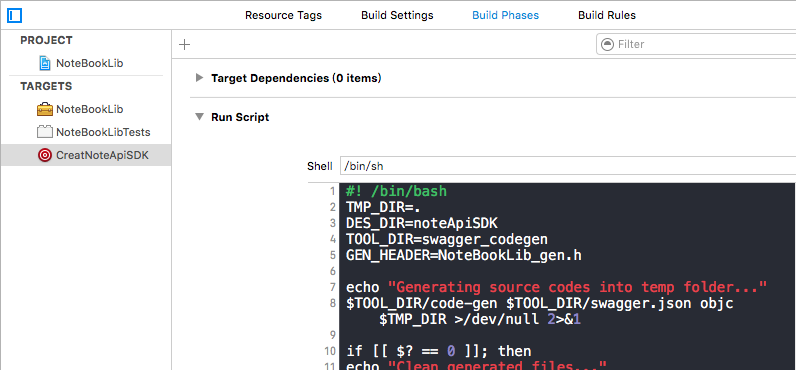 Resource Tags Build Settings Build Phases Build Rules
PROJECT
NoteBookLib
TARGETS
NoteBookLib
NoteBookLibTests
CreatNoteApiSDK
Filter
Target Dependencies (0 items)
Run Script
Shell /bin/sh
1 #! /bin/bash
2 TMP_DIR=.
3 DES_DIR=noteApiSDK
4 TOOL_DIR=swagger_codegen
5 GEN_HEADER=NoteBookLib_gen.h
6
7 echo "Generating source codes into temp folder..."
8 $TOOL_DIR/code-gen $TOOL_DIR/swagger.json objc
$TMP_DIR >/dev/null 2>&1
9
10 if [[ $? == 0 ]]; then
11 echo "Clean generated files..."